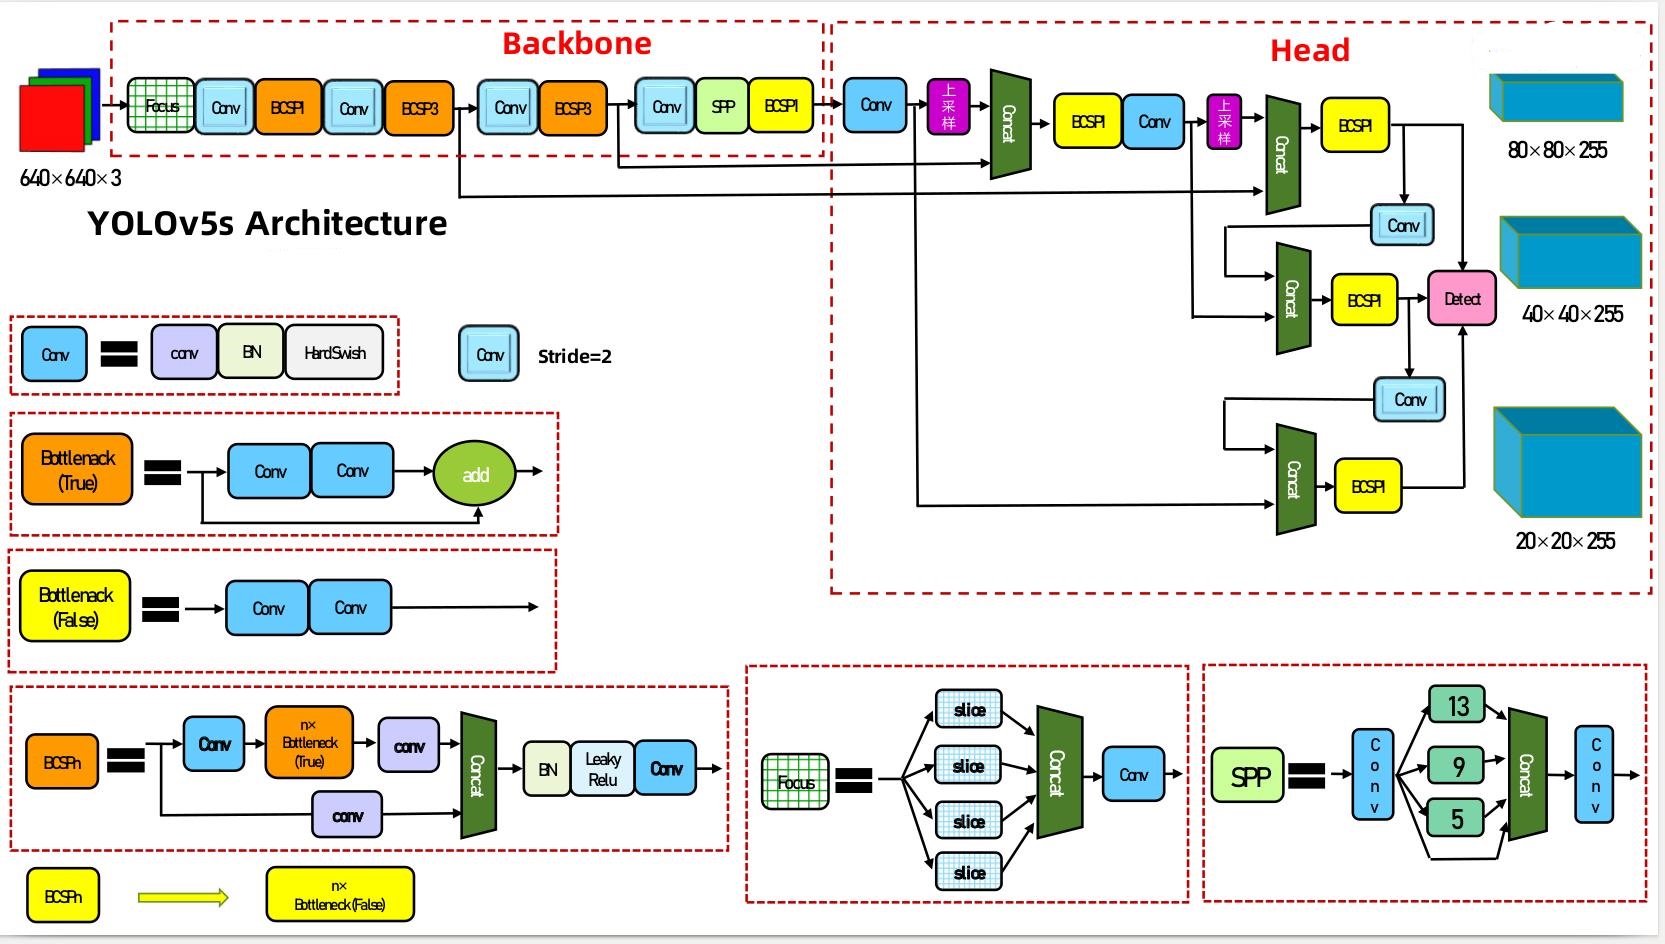 Backbone
Head
Focus
Conv
BCSP1
Conv
BCSP3
Conv
BCSP3
Conv
SPP
BCSP1
Conv
上采样
Concat
BCSP1
Conv
上采样
Concat
BCSP1
640×640×3
80×80×255
YOLOv5s Architecture
Conv
Concat
BCSP1
Detect
40×40×255
Conv
Concat
BCSP1
20×20×255
Conv
conv
BN
HardSwish
Conv
Stride=2
Bottlenack
(True)
Conv
Conv
add
Bottlenack
(False)
Conv
Conv
BCSPn
Conv
n×
Bottleneck
(True)
conv
conv
Concat
BN
Leaky
Relu
Conv
BCSPn
n×
Bottleneck(False)
Focus
slice
slice
slice
slice
Concat
Conv
SPP
Conv
13
9
5
Concat
Conv